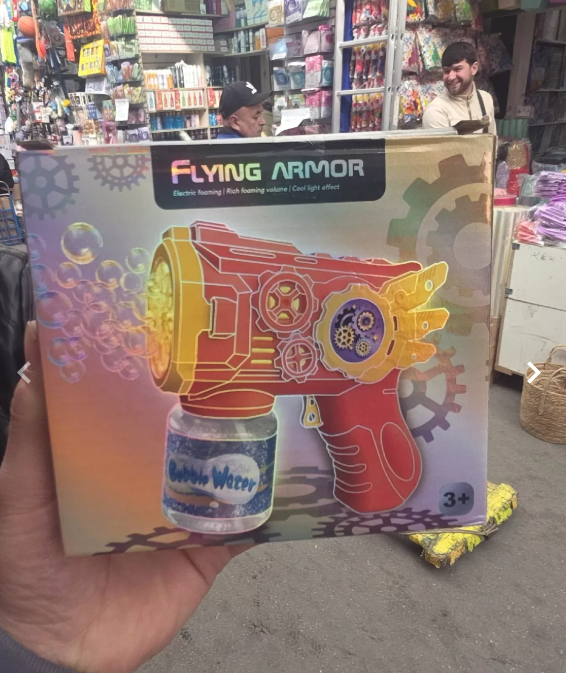 FLYING ARMOR
Electric foaming | Rich foaming volume | Cool light effect
Bubble Water
3+